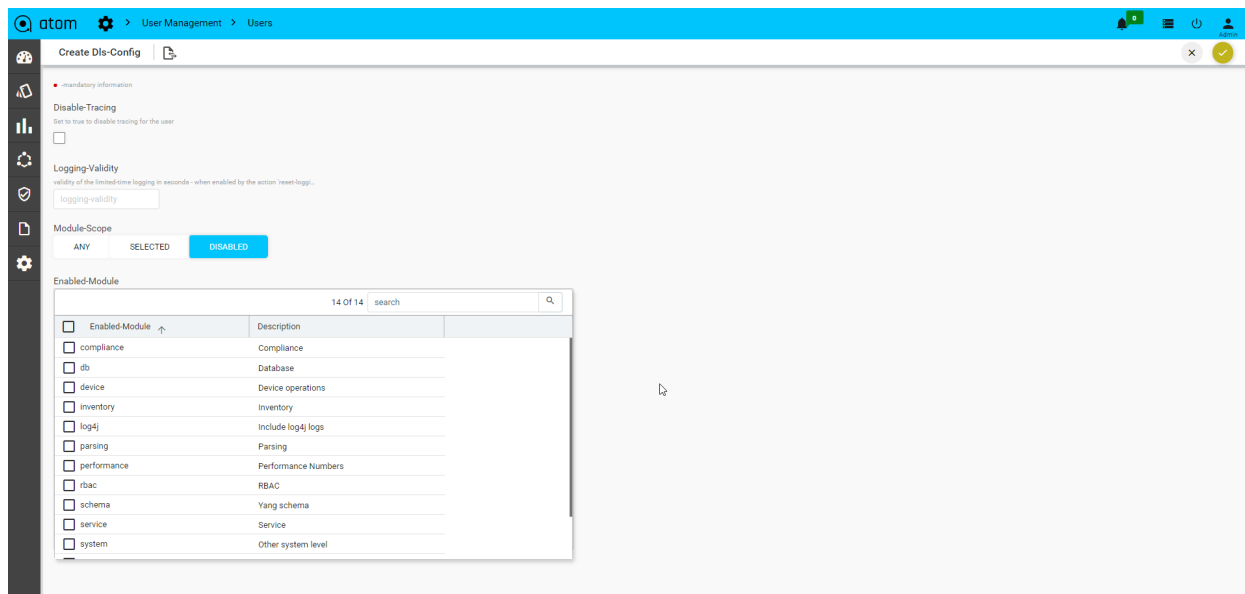 atom > User Management > Users 0
Admin
Create Dls-Config
-mandatory information
Disable-Tracing
Set to true to disable tracing for the user
Logging-Validity
validity of the limited-time logging in seconds - when enabled by the action 'reset-loggi...
logging-validity
Module-Scope
ANY SELECTED DISABLED
Enabled-Module
14 Of 14 search
Enabled-Module Description
compliance Compliance
db Database
device Device operations
inventory Inventory
log4j Include log4j logs
parsing Parsing
performance Performance Numbers
rbac RBAC
schema Yang schema
service Service
system Other system level